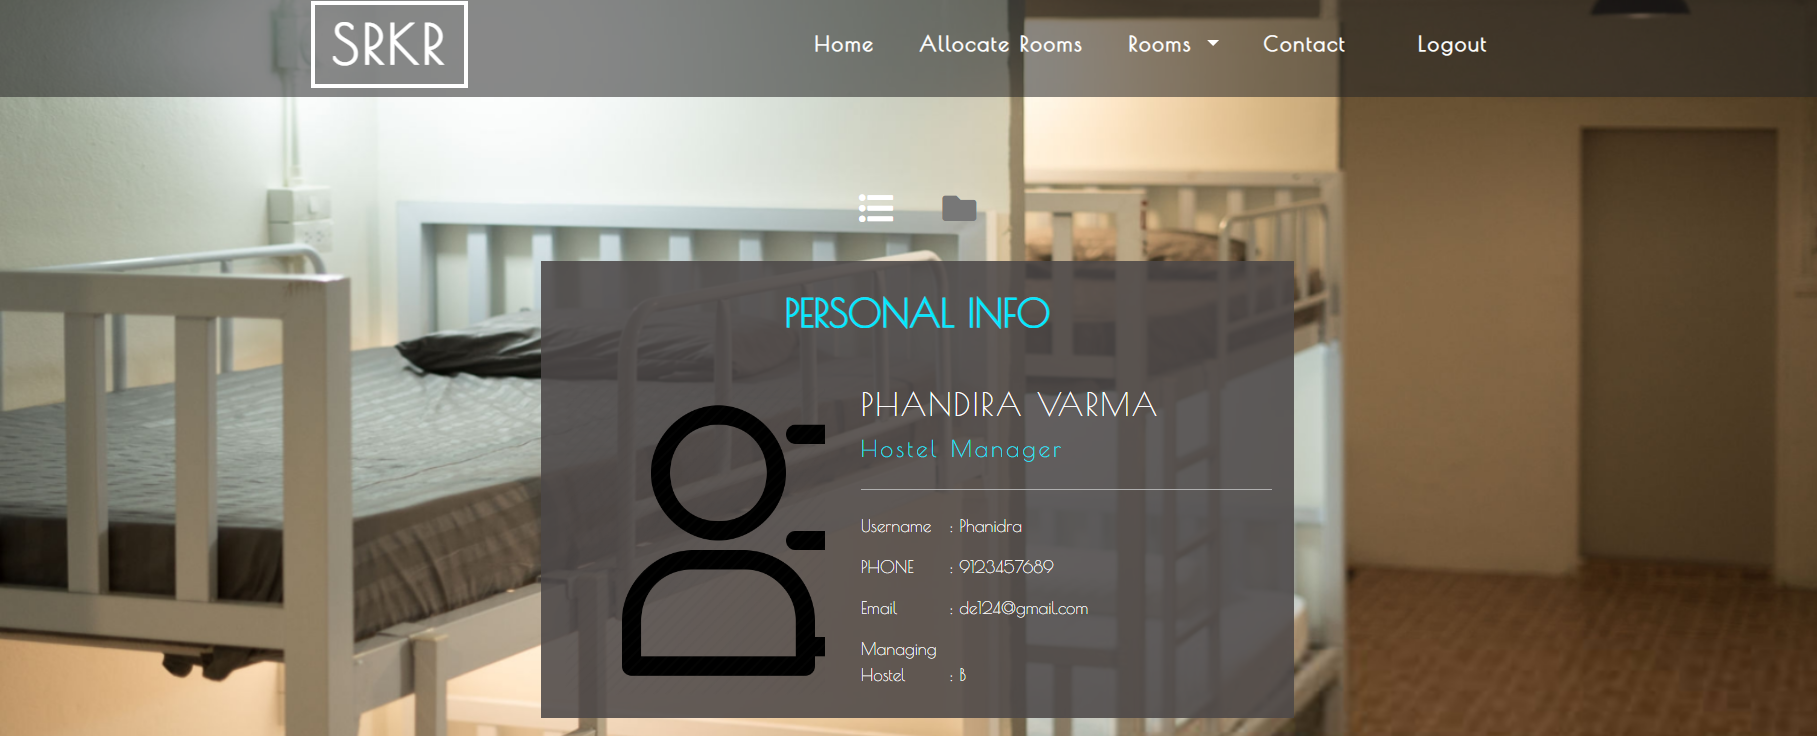 SRKR
Home Allocate Rooms Rooms Contact Logout
PERSONAL INFO
PHANDIRA VARMA
Hostel Manager
Username : Phanidra
PHONE : 9123457689
Email : de124@gmail.com
Managing
Hostel : B